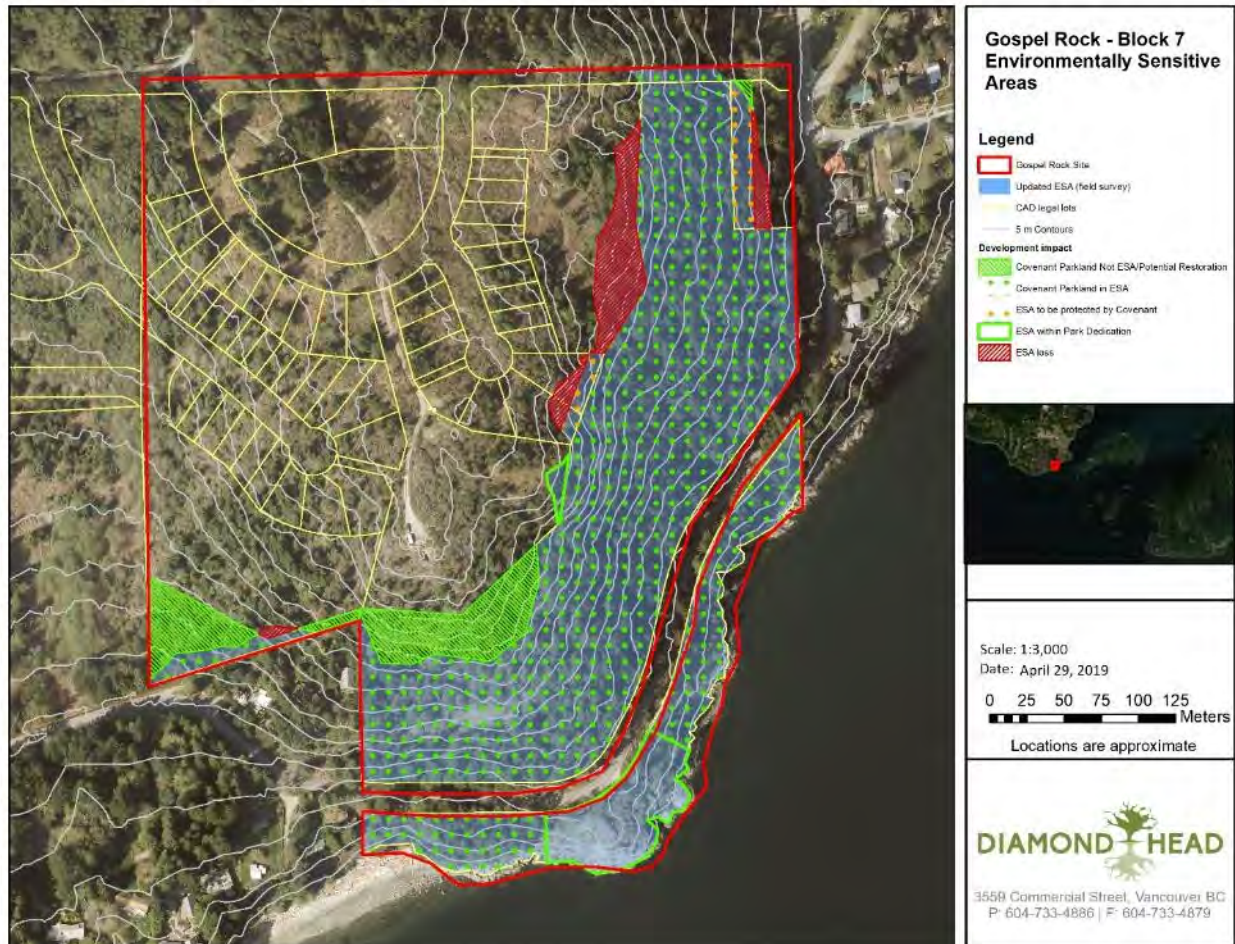 Gospel Rock - Block 7
Environmentally Sensitive
Areas
Legend
Gospel Rock Site
Updated ESA (field survey)
CAD legal lots
5 m Contours
Development impact
Covenant Parkland Not ESA/Potential Restoration
Covenant Parkland in ESA
ESA to be protected by Covenant
ESA within Park Dedication
ESA loss
Scale: 1:3,000
Date: April 29, 2019
0 25 50 75 100 125
Meters
Locations are approximate
DIAMOND HEAD
3559 Commercial Street, Vancouver BC
P: 604-733-4886 | F: 604-733-4879